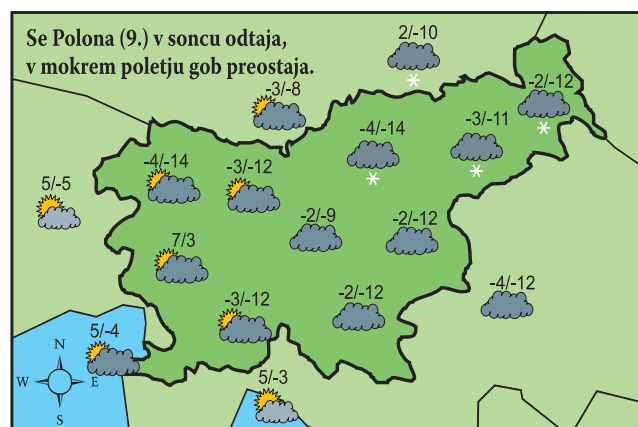 Se Polona (9.) v soncu odtaja,
v mokrem poletju gob preostaja.
2/-10
-3/-8
-2/-12
-3/-11
-4/-14
-4/-14
-3/-12
5/-5
-2/-9
-2/-12
7/3
-4/-12
-3/-12
-2/-12
5/-4
N
W
E
S
5/-3